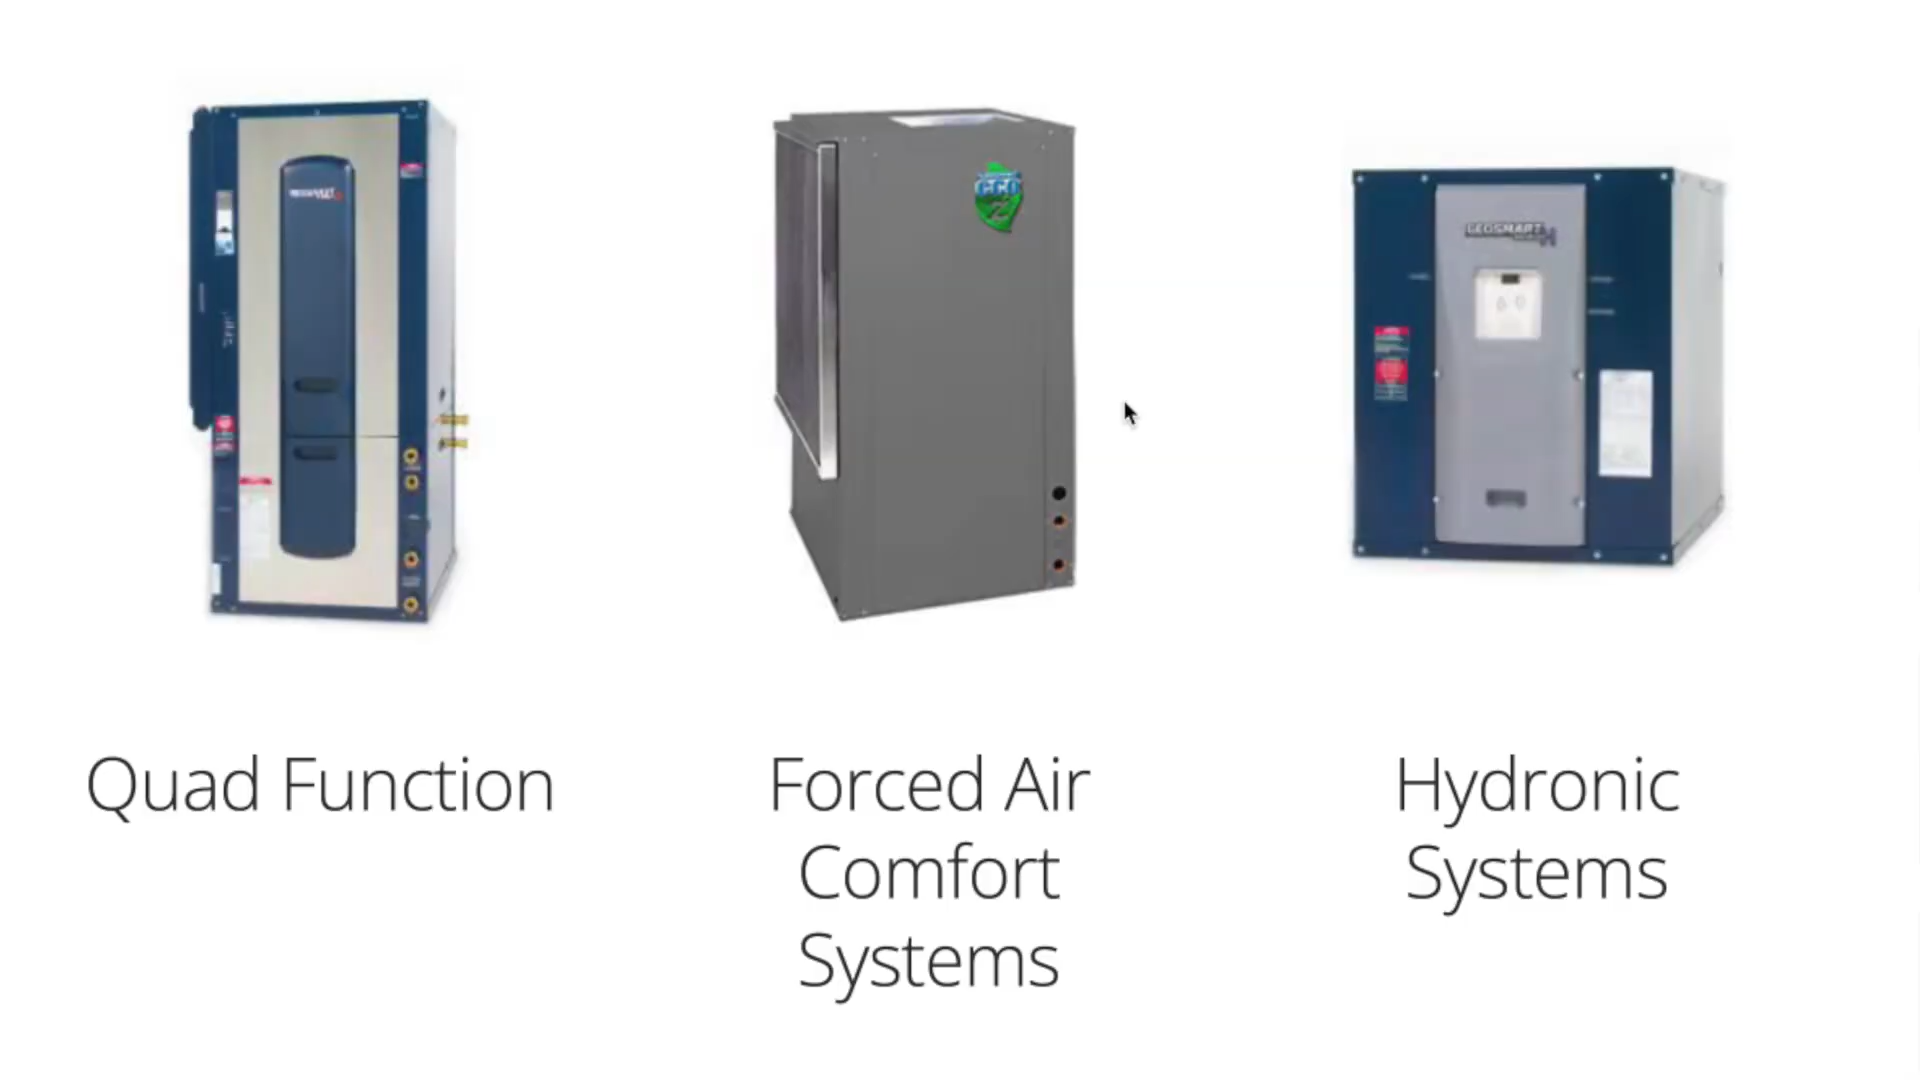 Quad Function
Forced Air
Comfort
Systems
Hydronic
Systems
GEOSMART